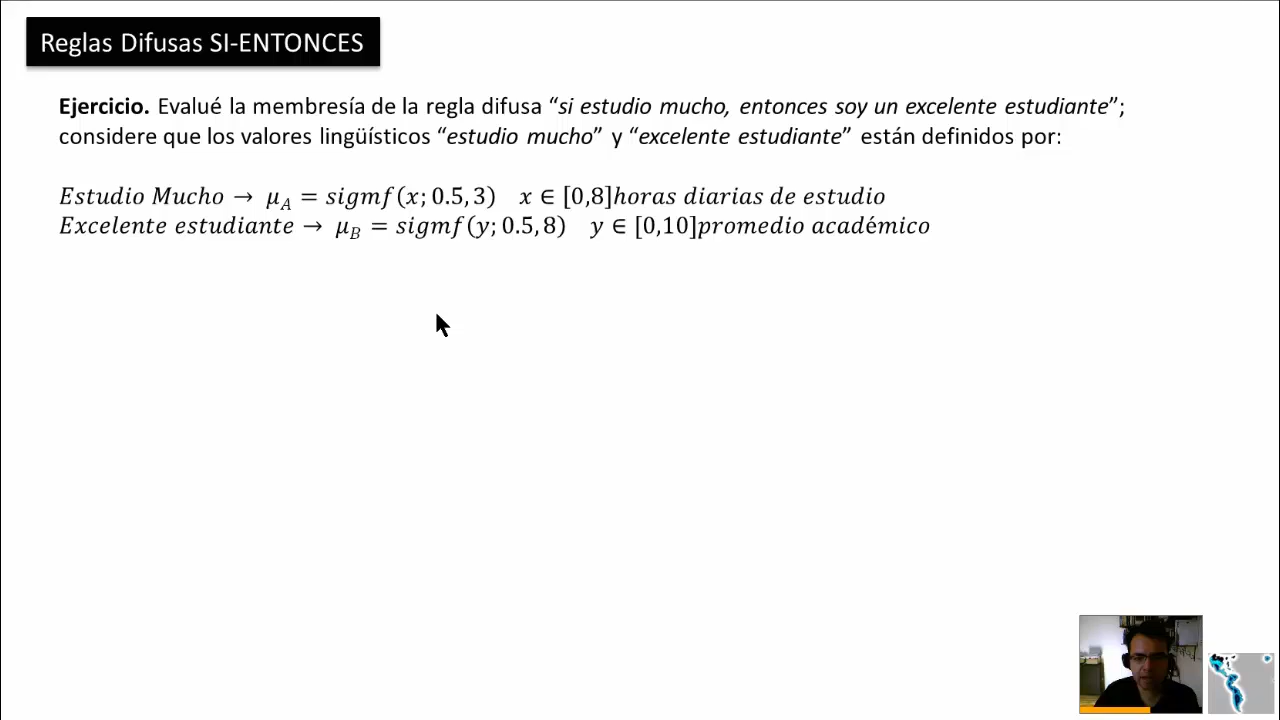 Reglas Difusas SI-ENTONCES
Ejercicio. Evalué la membresía de la regla difusa “si estudio mucho, entonces soy un excelente estudiante”;
considere que los valores lingüísticos “estudio mucho” y “excelente estudiante” están definidos por:
Estudio Mucho → μ_A = sigmf(x; 0.5, 3) x ∈ [0,8]horas diarias de estudio
Excelente estudiante → μ_B = sigmf(y; 0.5, 8) y ∈ [0,10]promedio académico